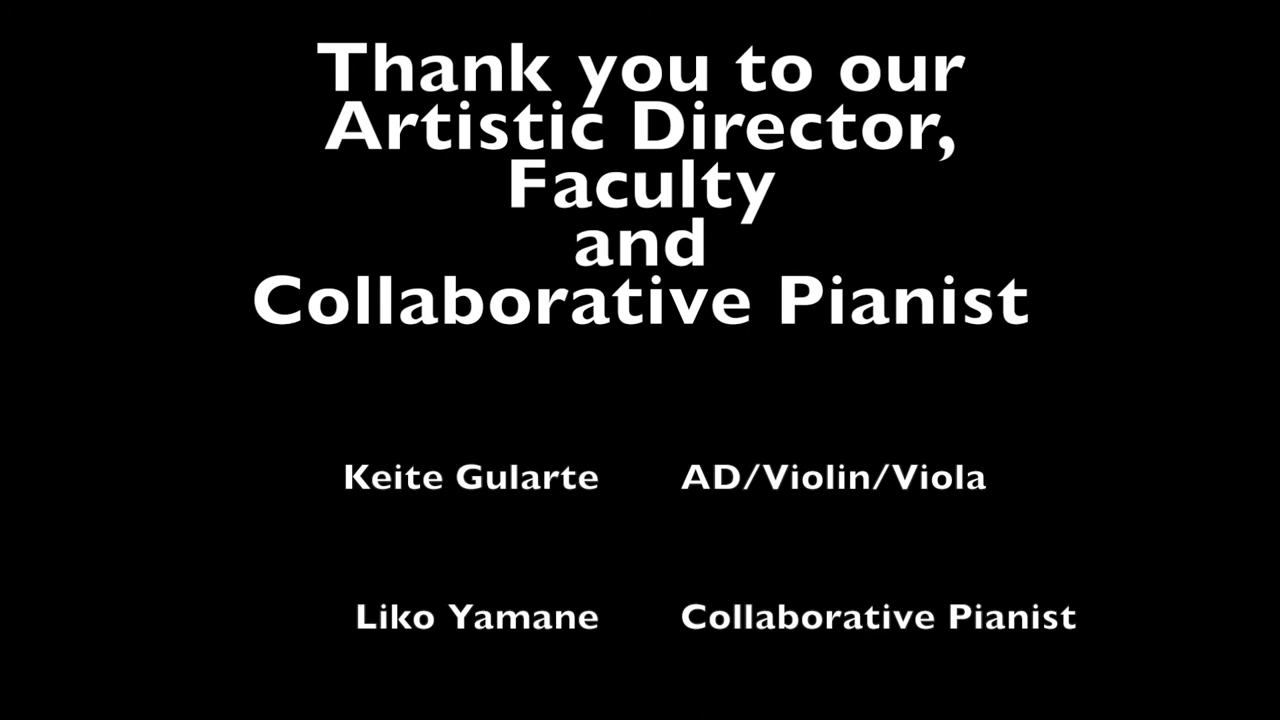 Thank you to our
Artistic Director,
Faculty
and
Collaborative Pianist
Keite Gularte AD/Violin/Viola
Liko Yamane Collaborative Pianist